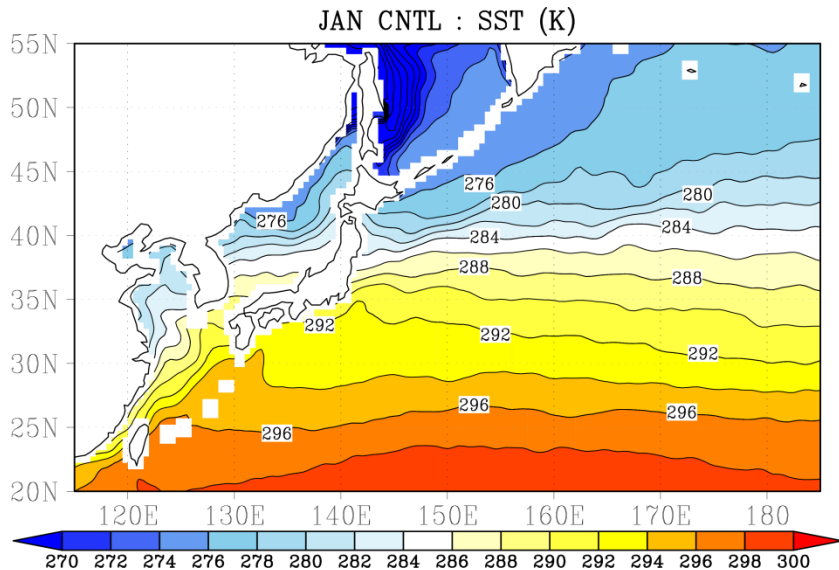 JAN CNTL : SST (K)
55N
50N
45N
40N
35N
30N
25N
20N
276
280
280
276
284
284
288
288
292
292
292
296
296
296
120E 130E 140E 150E 160E 170E 180
270 272 274 276 278 280 282 284 286 288 290 292 294 296 298 300